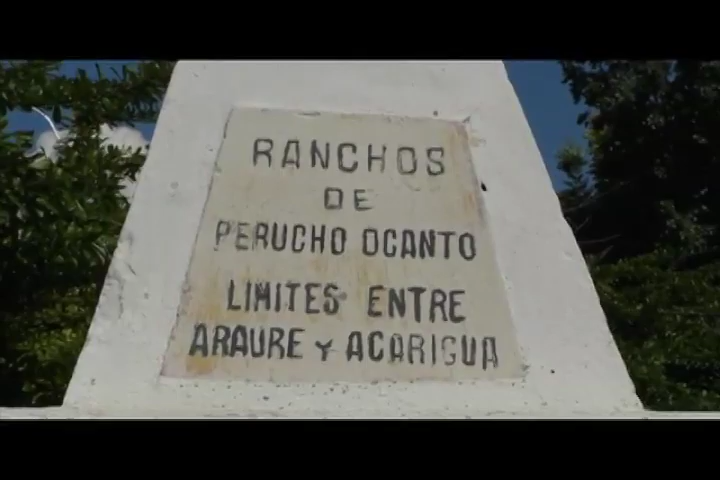 RANCHOS
DE
PERUCHO OCANTO
LIMITES ENTRE
ARAURE Y ACARIGUA